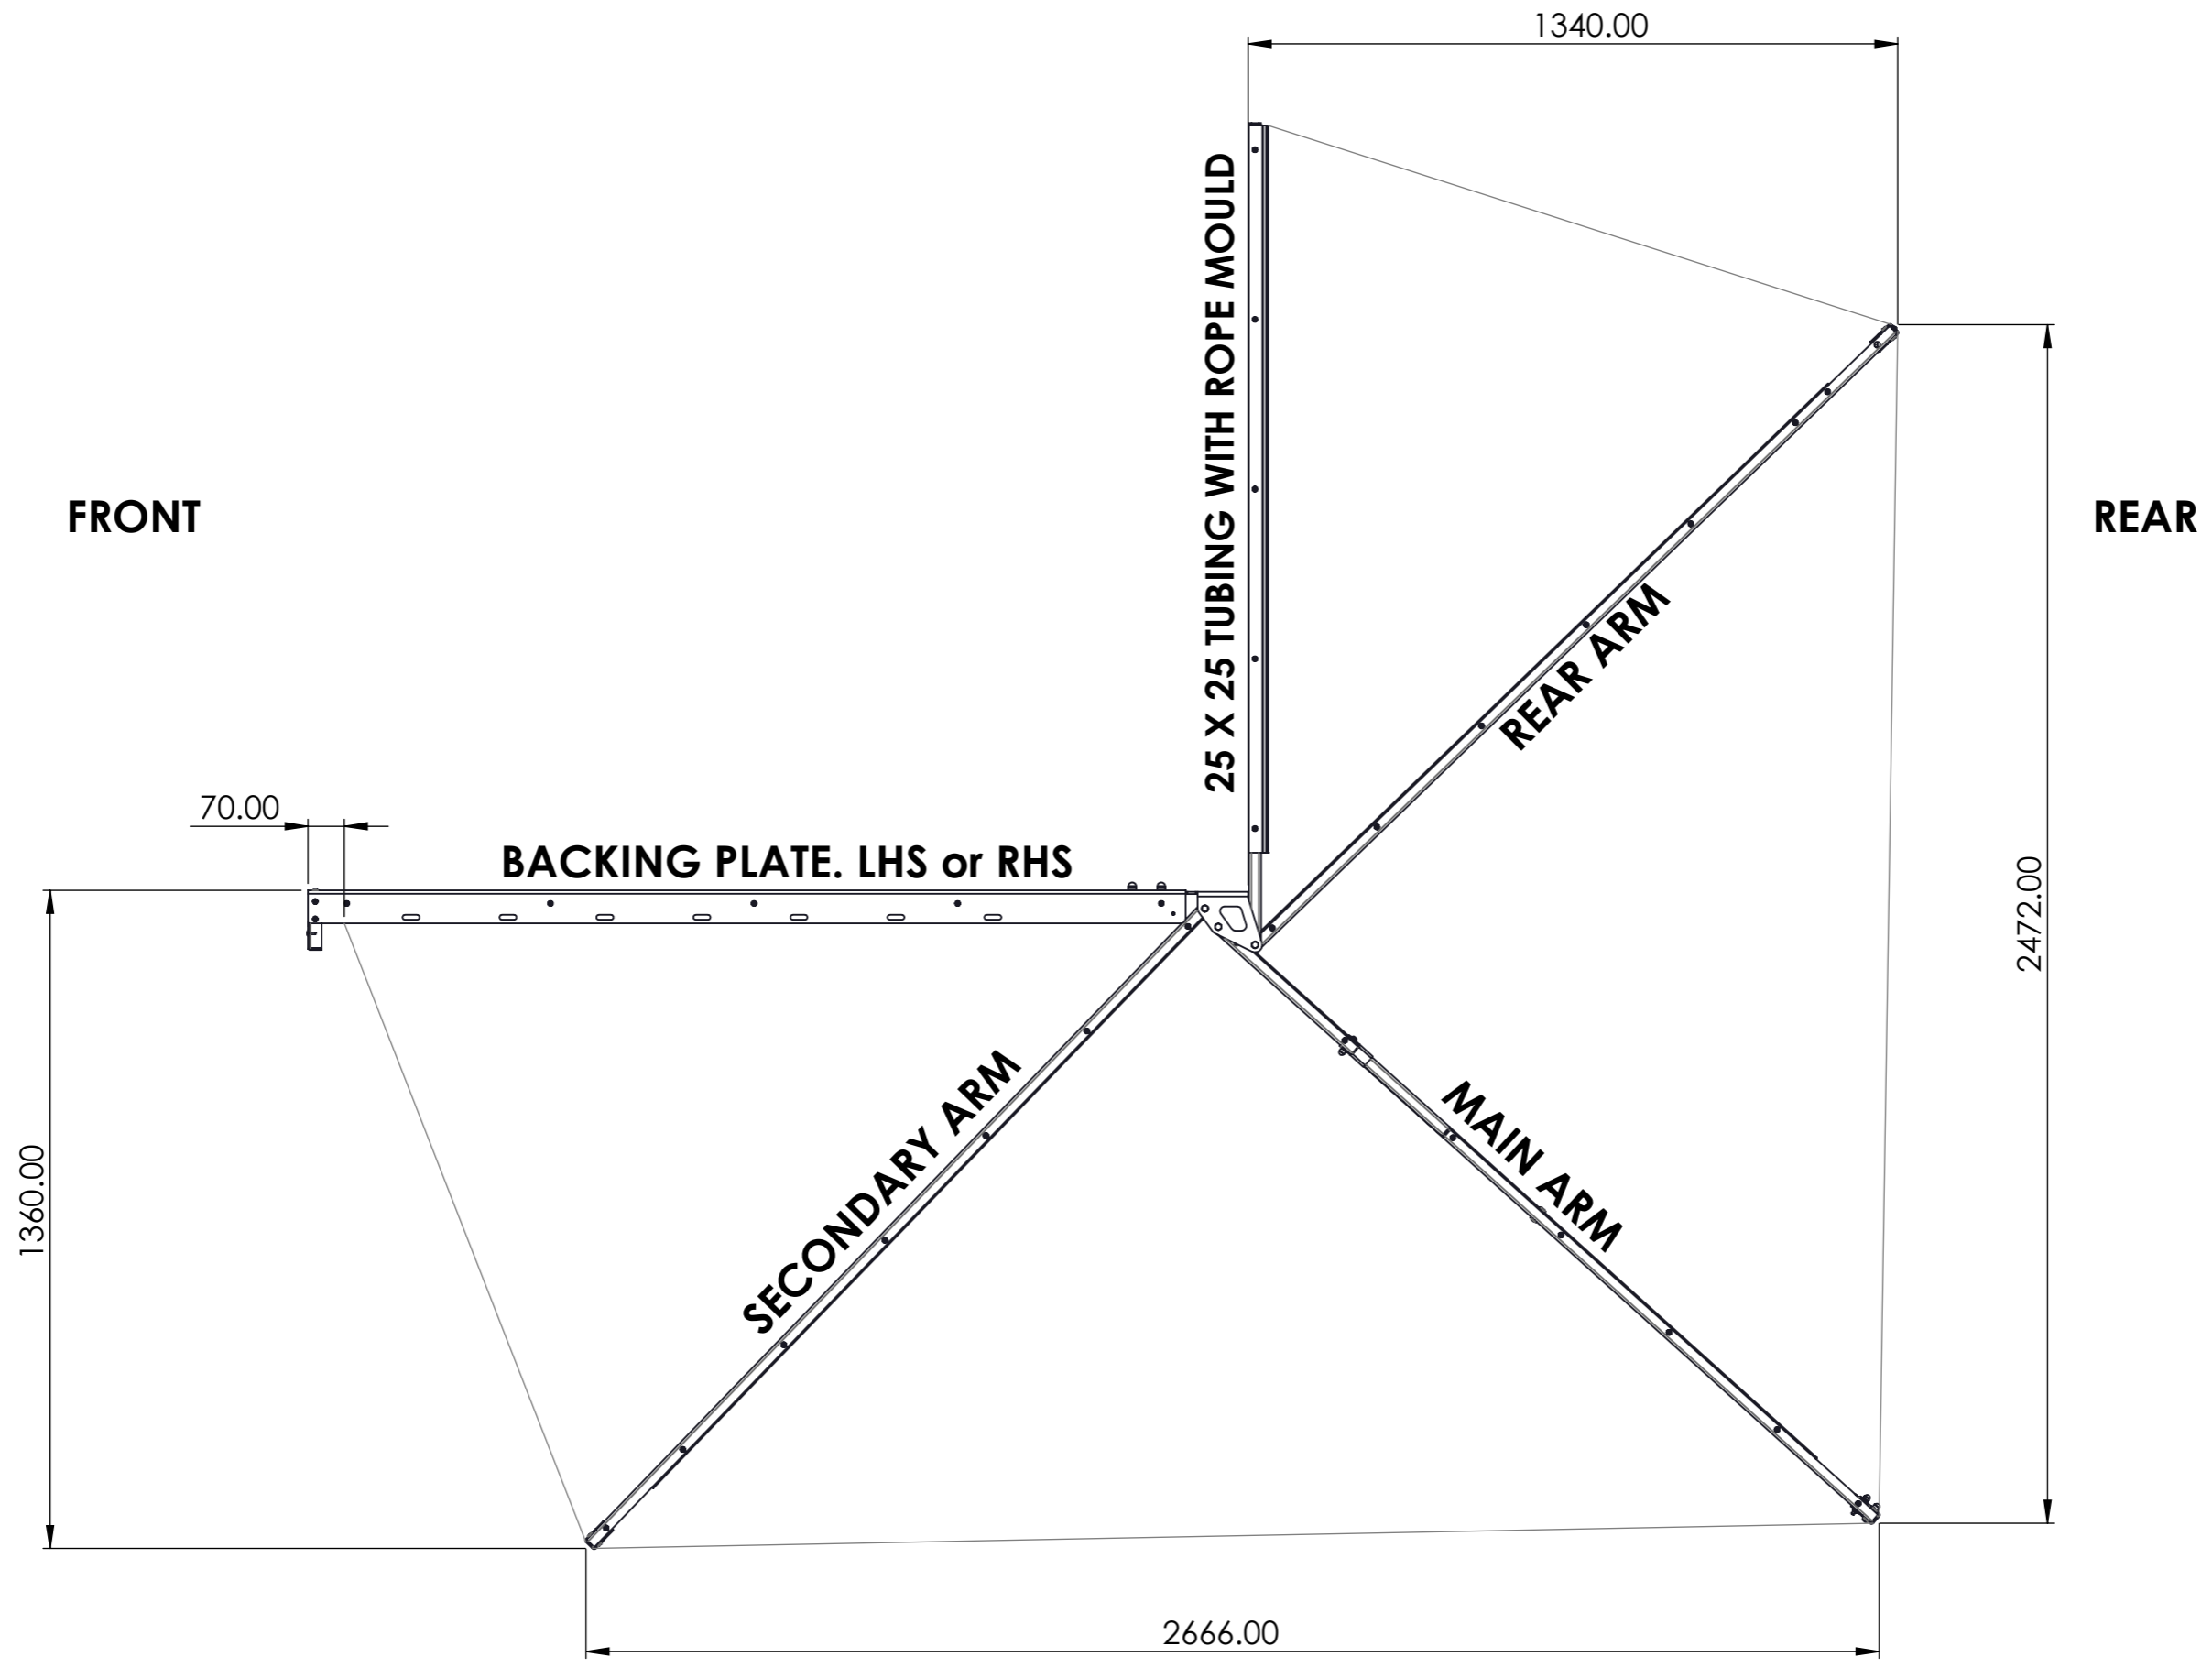 1340.00
25 X 25 TUBING WITH ROPE MOULD
FRONT
REAR
REAR ARM
70.00
BACKING PLATE. LHS or RHS
2472.00
SECONDARY ARM
MAIN ARM
1360.00
2666.00